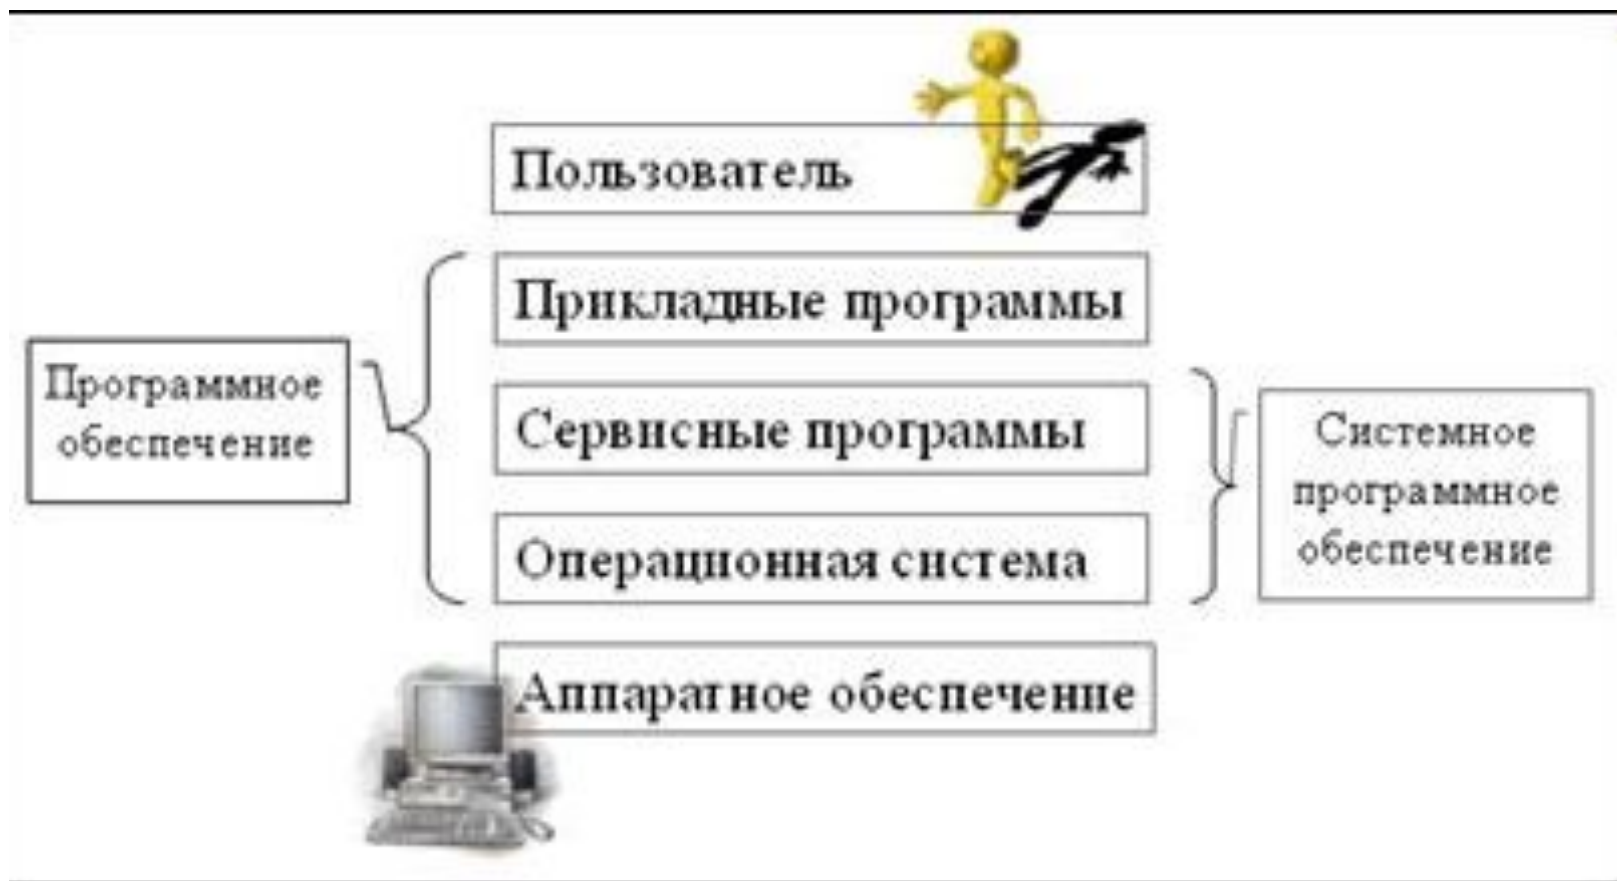 Пользователь
Прикладные программы
Программное
обеспечение
Сервисные программы
Системное
программное
обеспечение
Операционная система
Аппаратное обеспечение